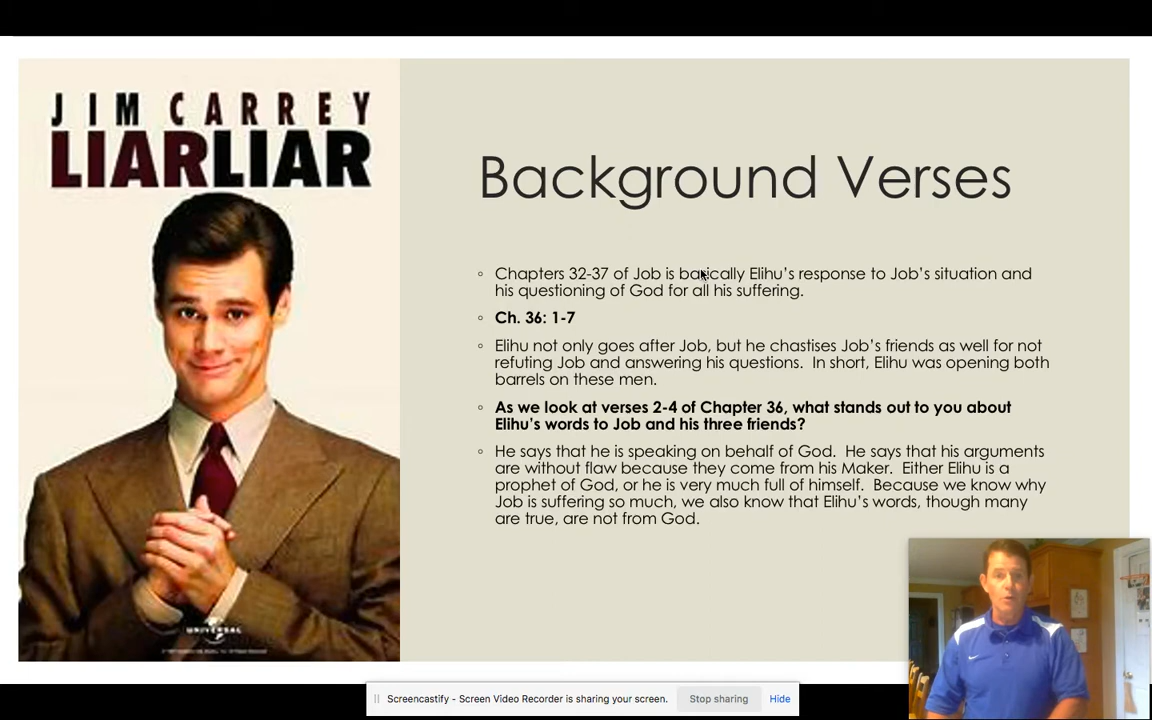 JIM CARREY
LIARLIAR
UNIVERSAL
Background Verses
Chapters 32-37 of Job is basically Elihu’s response to Job’s situation and
his questioning of God for all his suffering.
Ch. 36: 1-7
Elihu not only goes after Job, but he chastises Job’s friends as well for not
refuting Job and answering his questions.  In short, Elihu was opening both
barrels on these men.
As we look at verses 2-4 of Chapter 36, what stands out to you about
Elihu’s words to Job and his three friends?
He says that he is speaking on behalf of God.  He says that his arguments
are without flaw because they come from his Maker.  Either Elihu is a
prophet of God, or he is very much full of himself.  Because we know why
Job is suffering so much, we also know that Elihu’s words, though many
are true, are not from God.
Screencastify - Screen Video Recorder is sharing your screen.
Stop sharing
Hide